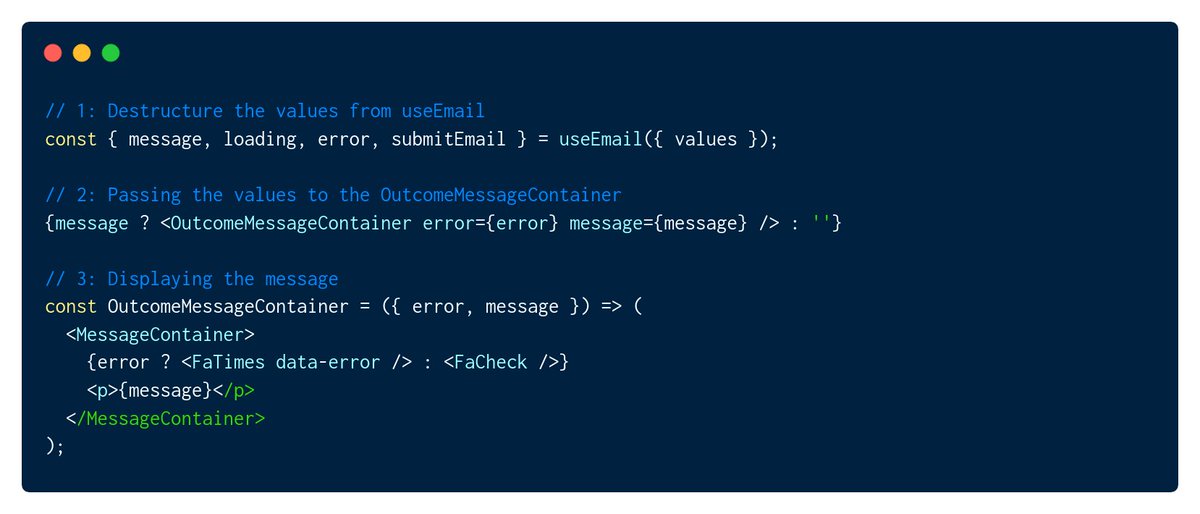 // 1: Destructure the values from useEmail
const { message, loading, error, submitEmail } = useEmail({ values });
// 2: Passing the values to the OutcomeMessageContainer
{message ? <OutcomeMessageContainer error={error} message={message} /> : ''}
// 3: Displaying the message
const OutcomeMessageContainer = ({ error, message }) => (
  <MessageContainer>
    {error ? <FaTimes data-error /> : <FaCheck />}
    <p>{message}</p>
  </MessageContainer>
);